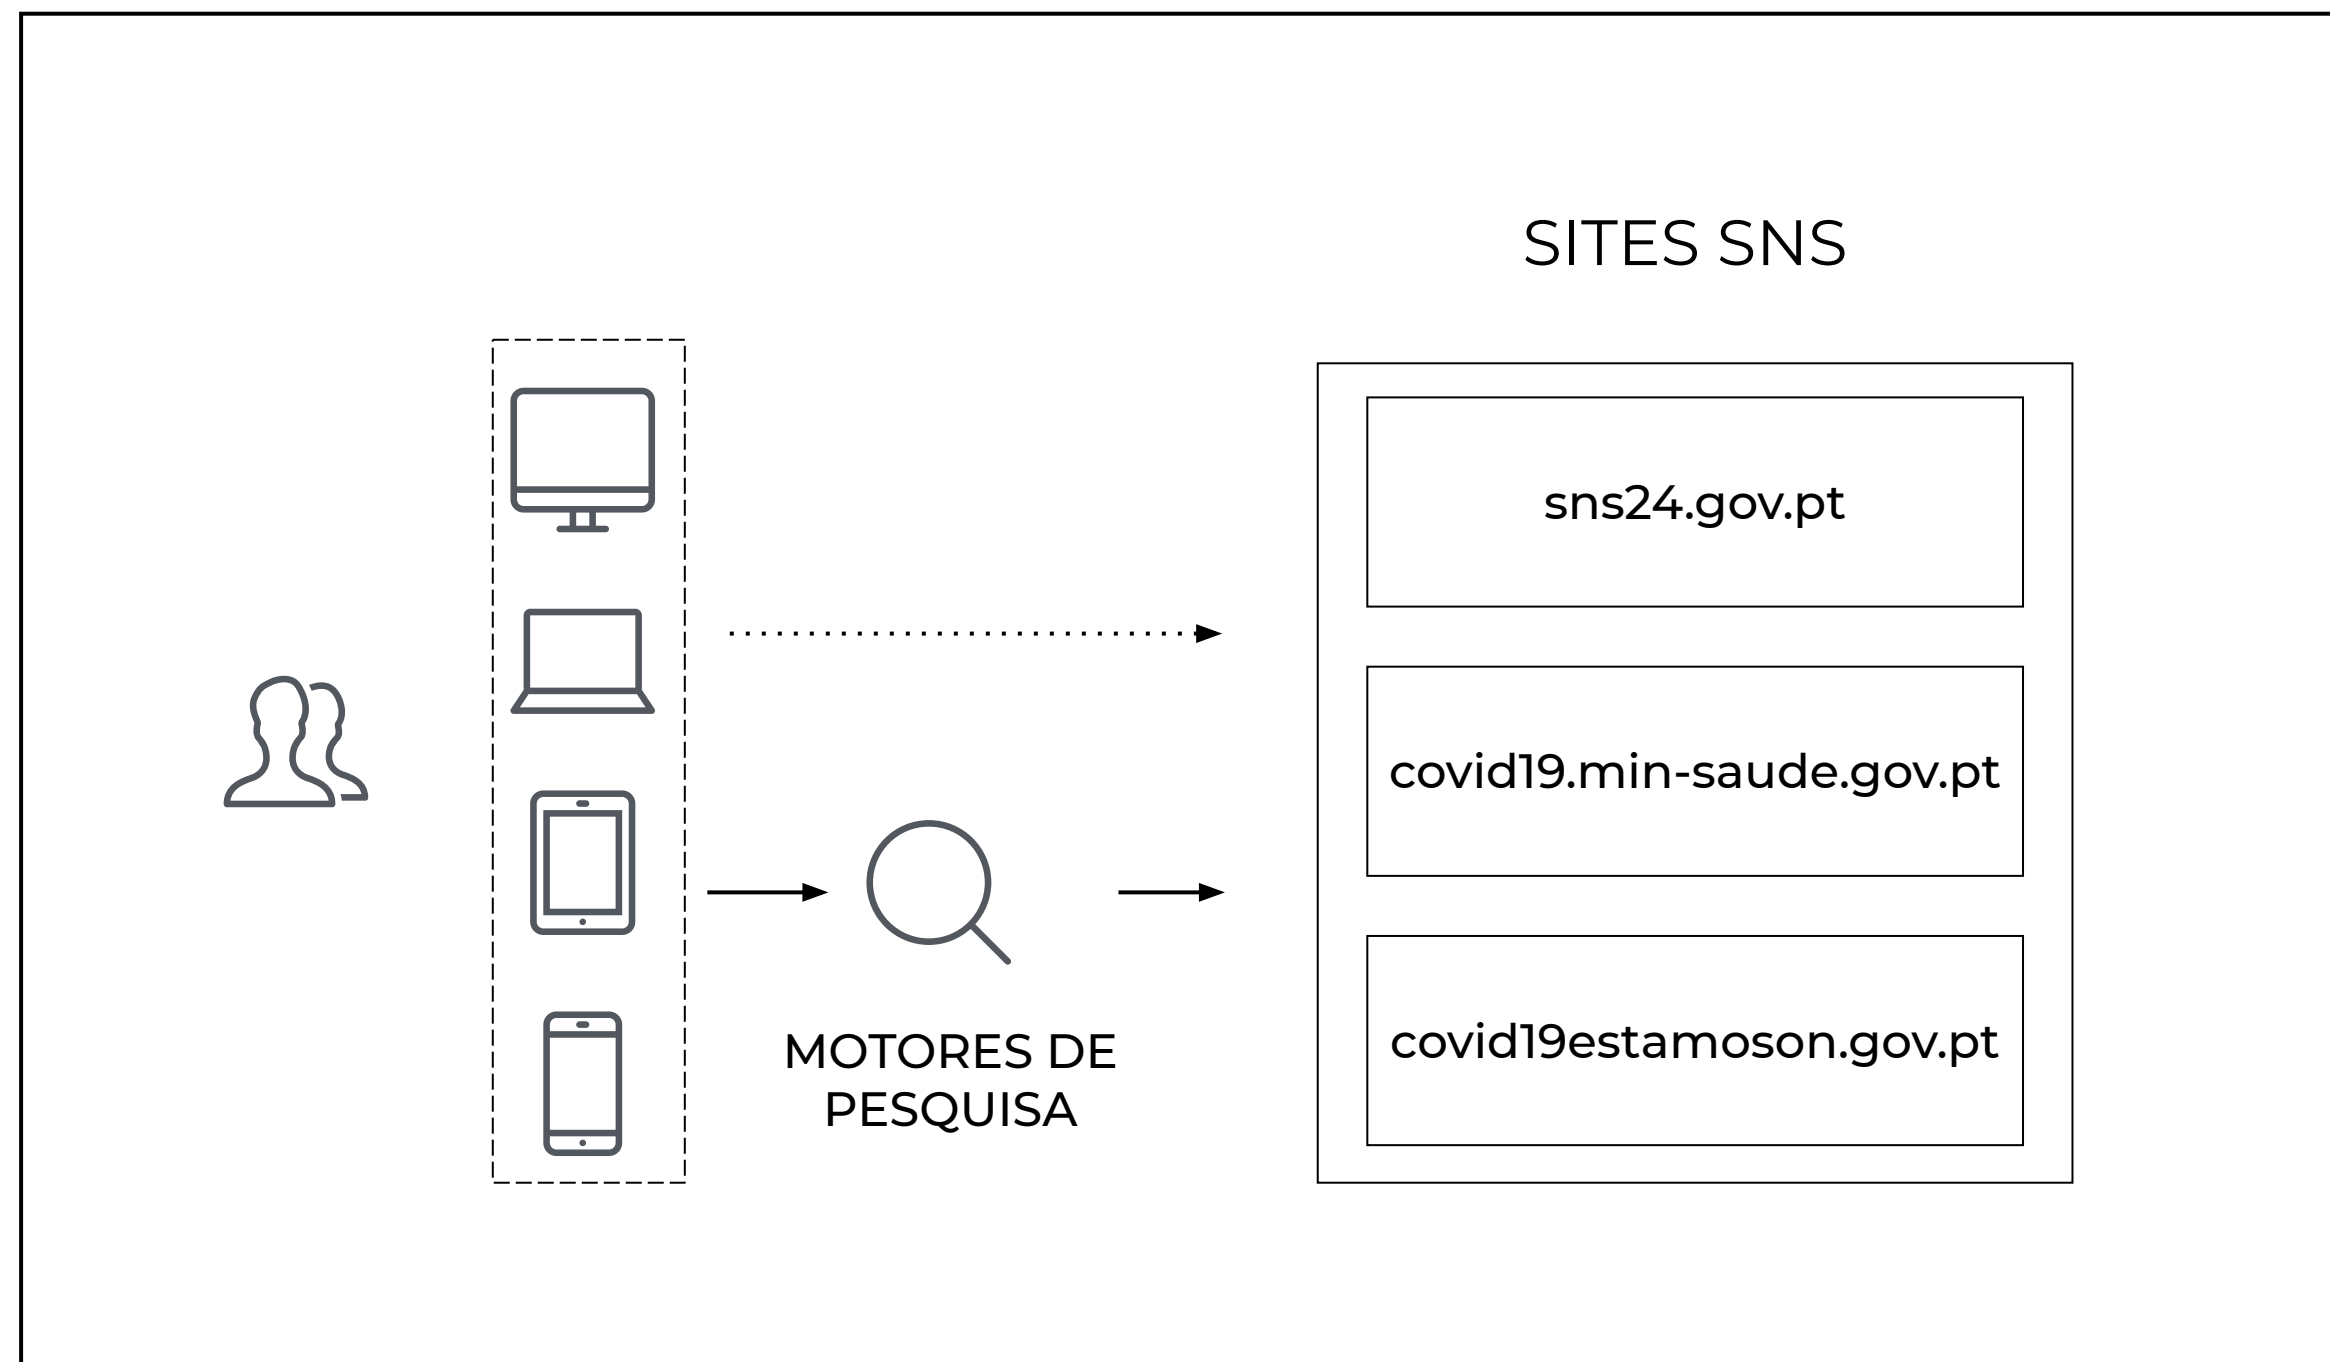 SITES SNS
sns24.gov.pt
covid19.min-saude.gov.pt
covid19estamoson.gov.pt
MOTORES DE
PESQUISA